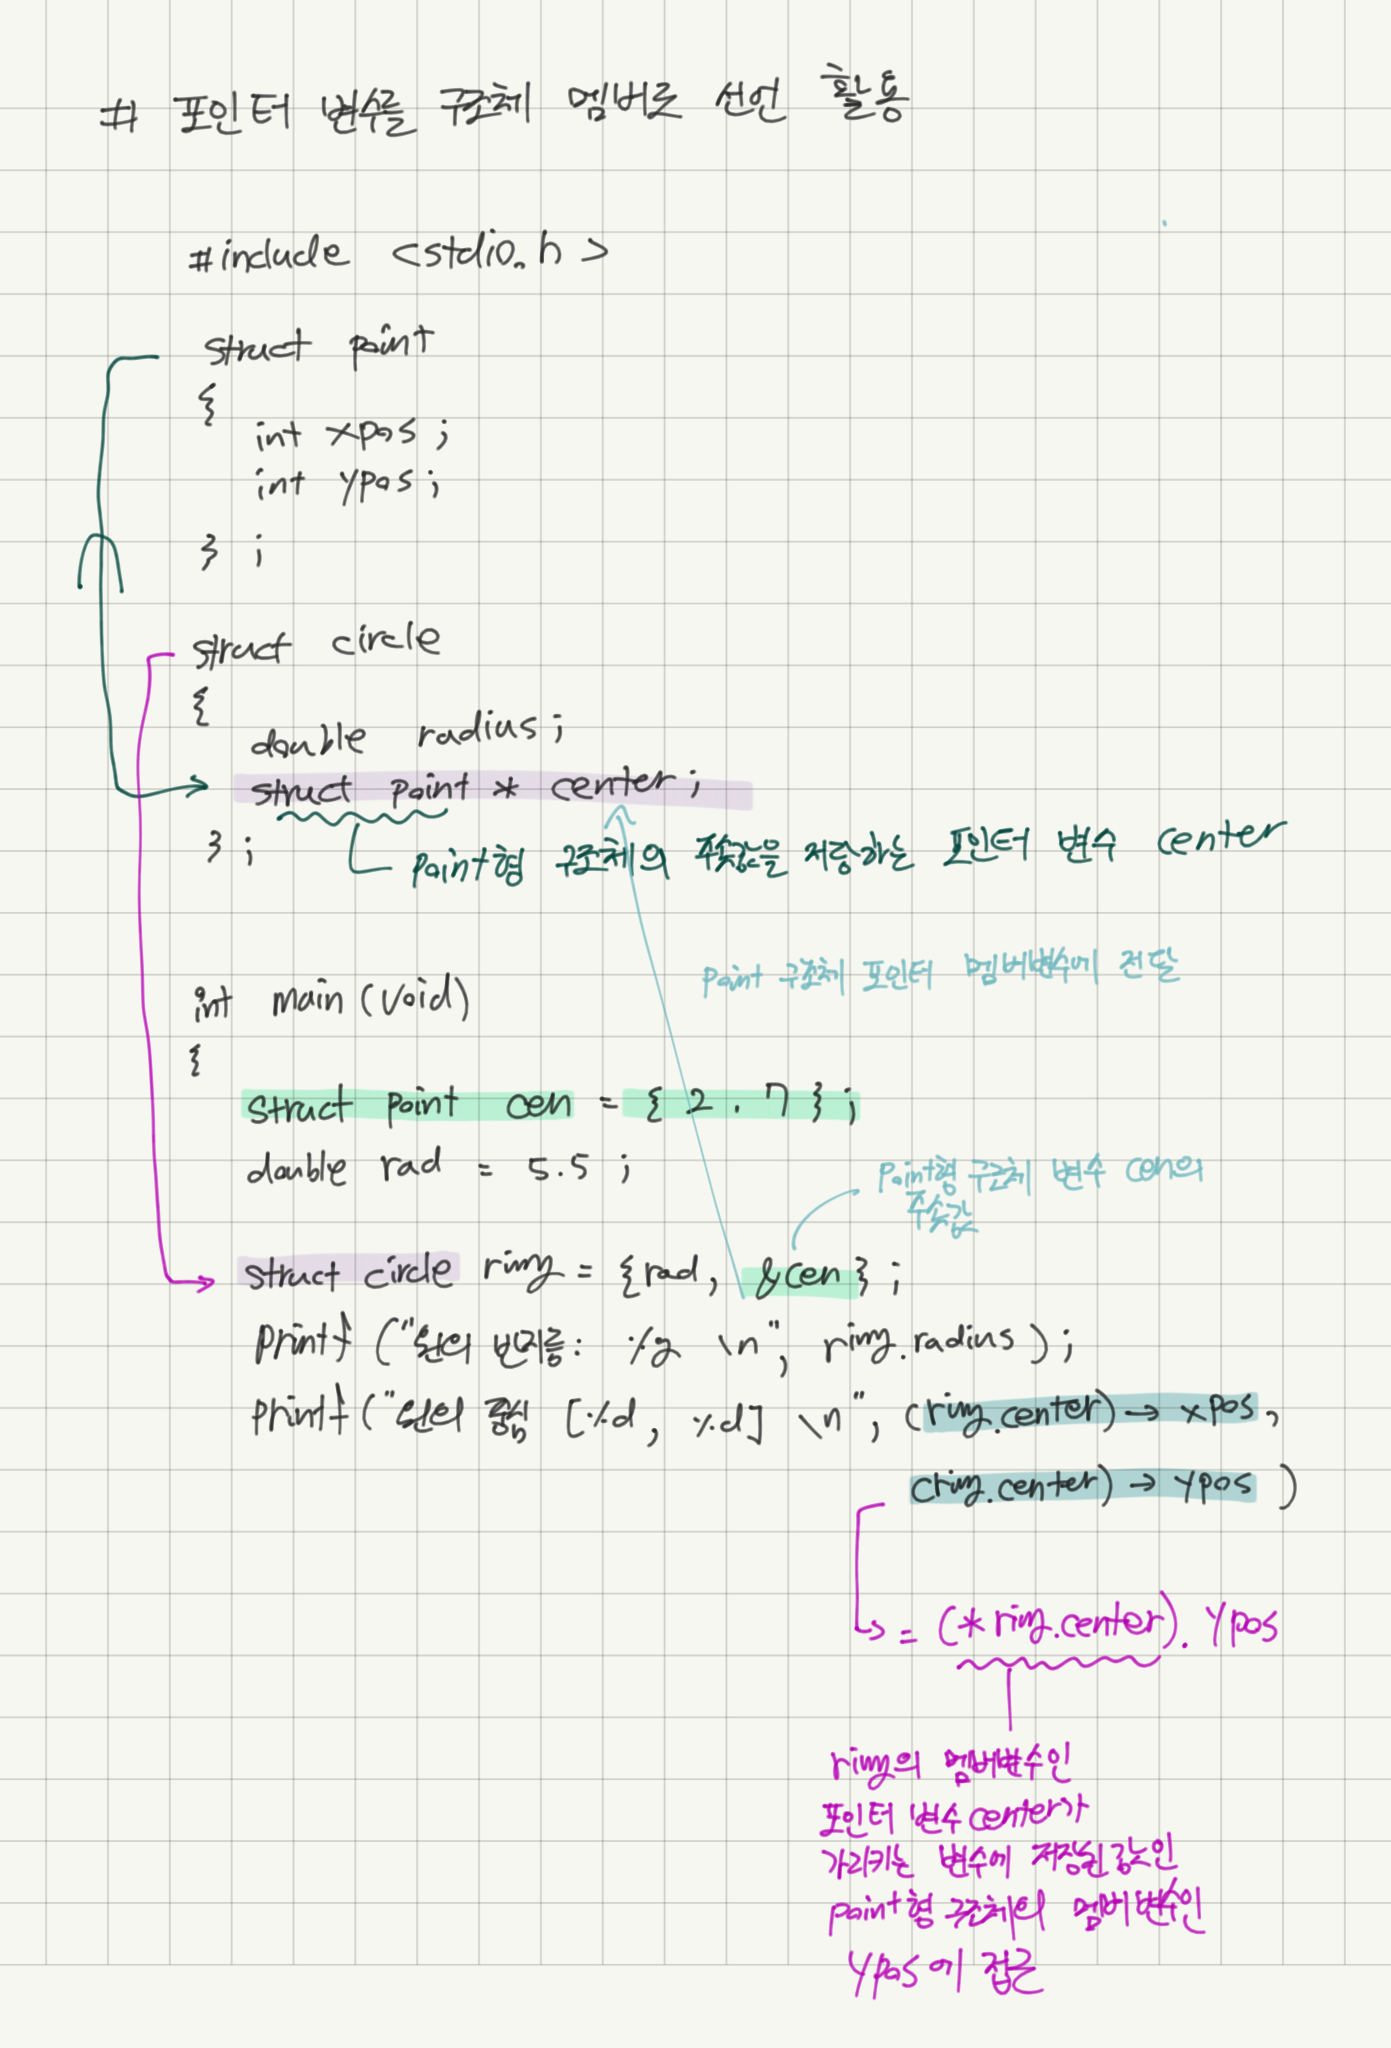 # 포인터 변수를 구조체 멤버로 선언 활용
#include <stdio.h>
struct point
{
int xpos;
int ypos;
};
struct circle
{
double radius;
struct point * center;
};
point형 구조체의 주솟값을 저장하는 포인터 변수 center
point 구조체 포인터 멤버변수에 전달
int main(void)
{
struct point cen = { 2. 7 };
double rad = 5.5 ;
point형 구조체 변수 cen의
주솟값
struct circle ring = {rad, &cen} ;
printf ("원의 반지름: %g \n", ring.radius );
printf ("원의 중심 [%d, %d] \n", (ring.center)→ xpos,
(ring.center)→ ypos )
= (*ring.center). ypos
ring의 멤버변수인
포인터 변수 center가
가리키는 변수에 저장된 값인
point형 구조체의 멤버변수인
ypos에 접근